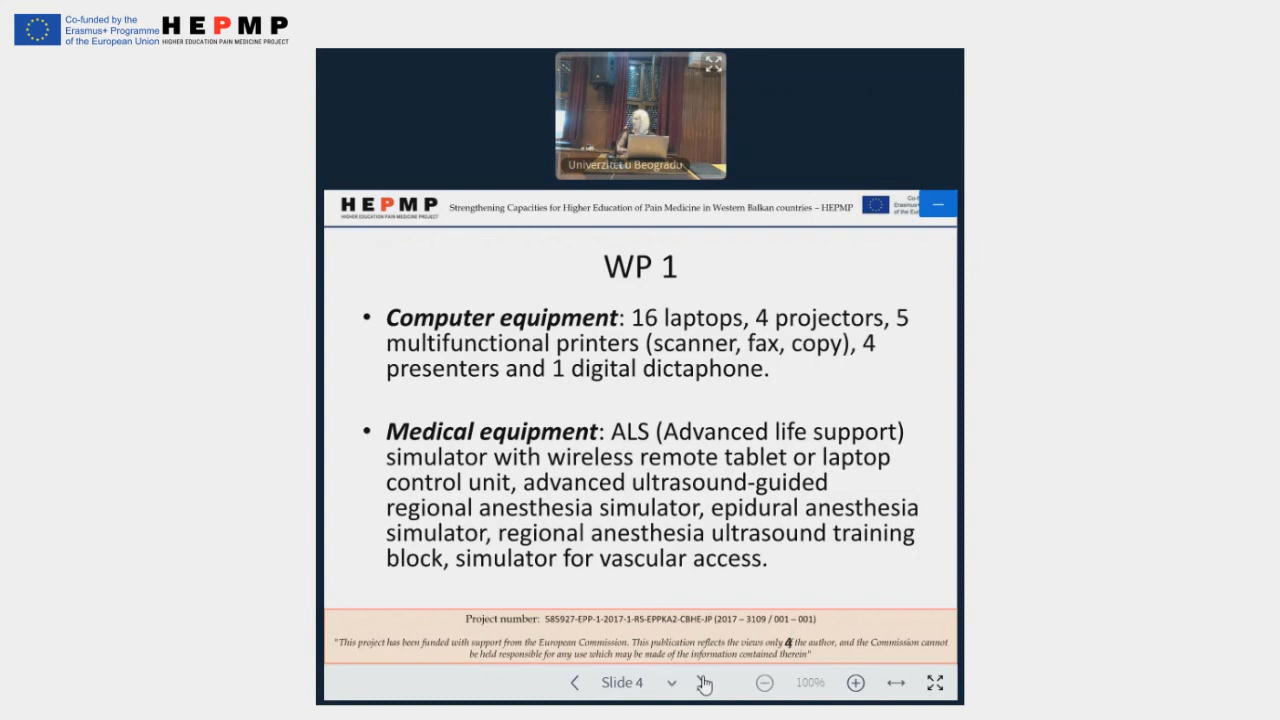 Co-funded by the
Erasmus+ Programme
of the European Union
HEPMP
HIGHER EDUCATION PAIN MEDICINE PROJECT
Univerzitet u Beogradu
HEPMP
HIGHER EDUCATION PAIN MEDICINE PROJECT
Strengthening Capacities for Higher Education of Pain Medicine in Western Balkan countries – HEPMP
WP 1
• Computer equipment: 16 laptops, 4 projectors, 5
multifunctional printers (scanner, fax, copy), 4
presenters and 1 digital dictaphone.
• Medical equipment: ALS (Advanced life support)
simulator with wireless remote tablet or laptop
control unit, advanced ultrasound-guided
regional anesthesia simulator, epidural anesthesia
simulator, regional anesthesia ultrasound training
block, simulator for vascular access.
Project number: 585927-EPP-1-2017-1-RS-EPPKA2-CBHE-JP (2017 – 3109 / 001 – 001)
"This project has been funded with support from the European Commission. This publication reflects the views only 4 the author, and the Commission cannot
be held responsible for any use which may be made of the information contained therein"
Slide 4
100%